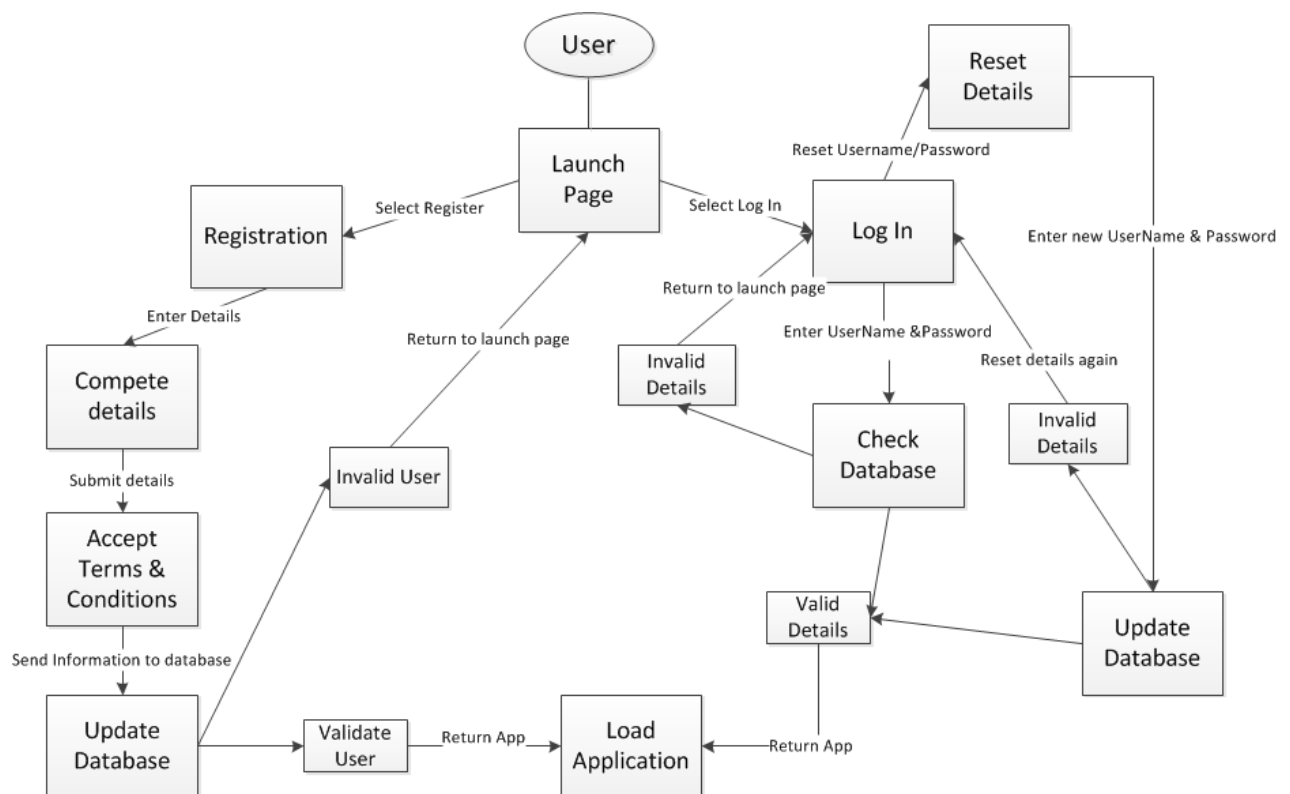 User
Reset
Details
Launch
Page
Reset Username/Password
Select Register
Select Log In
Registration
Log In
Enter new UserName & Password
Return to launch page
Enter Details
Return to launch page
Enter UserName &Password
Invalid
Details
Reset details again
Compete
details
Invalid
Details
Check
Database
Submit details
Invalid User
Accept
Terms &
Conditions
Valid
Details
Update
Database
Send Information to database
Update
Database
Validate
User
Return App
Load
Application
Return App